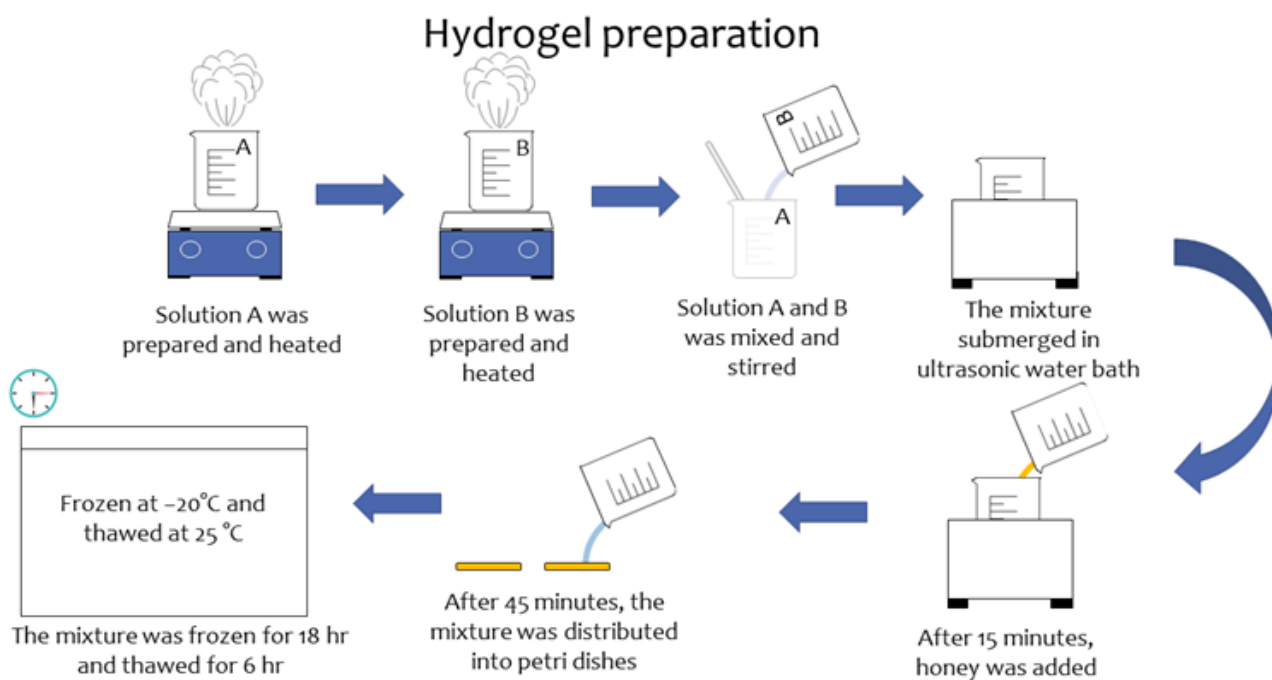 Hydrogel preparation
A
Solution A was
prepared and heated
B
Solution B was
prepared and
heated
B
A
Solution A and B
was mixed and
stirred
The mixture
submerged in
ultrasonic water bath
After 15 minutes,
honey was added
After 45 minutes, the
mixture was distributed
into petri dishes
Frozen at –20°C and
thawed at 25 °C
The mixture was frozen for 18 hr
and thawed for 6 hr